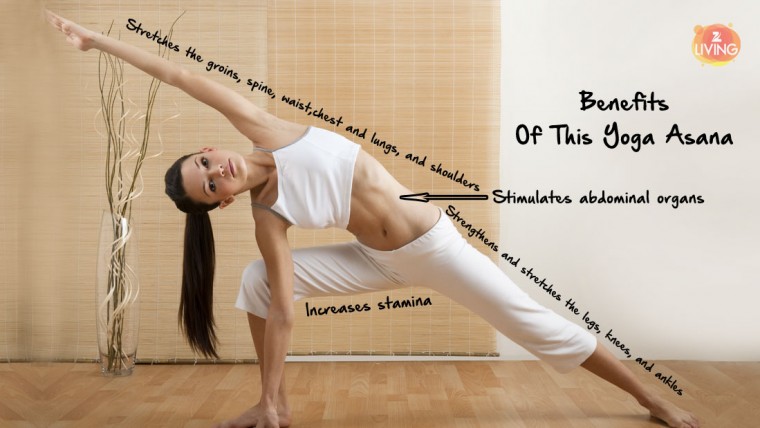 2
LIVING
Benefits
Of This Yoga Asana
Stretches the groins, spine, waist,chest and lungs, and shoulders
Stimulates abdominal organs
Strengthens and stretches the legs, knees, and ankles
Increases stamina